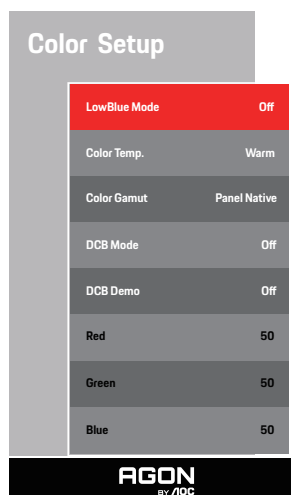 Color Setup
LowBlue Mode Off
Color Temp. Warm
Color Gamut Panel Native
DCB Mode Off
DCB Demo Off
Red 50
Green 50
Blue 50
AGON
BY AOC